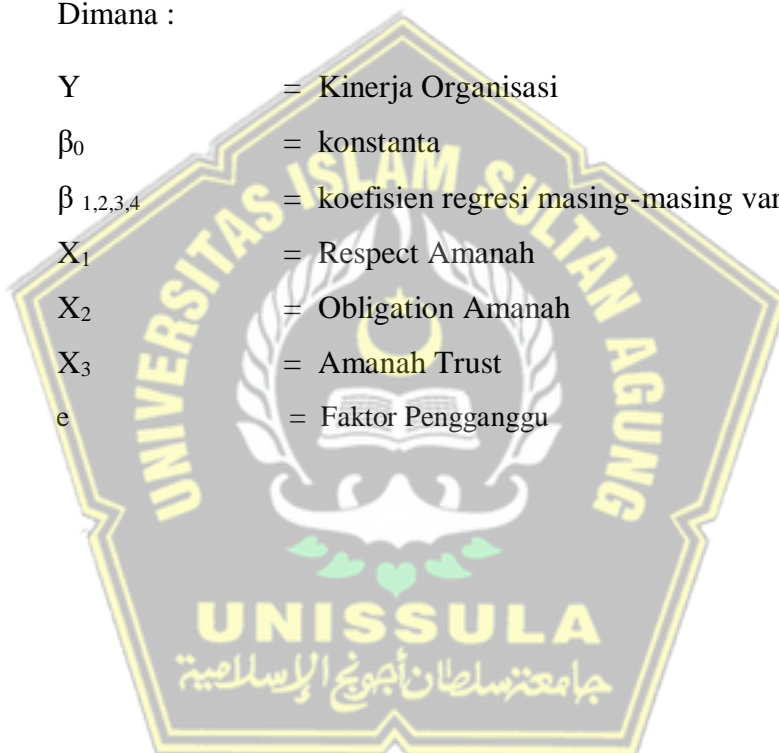 Dimana :
Y = Kinerja Organisasi
β₀ = konstanta
β 1,2,3,4 = koefisien regresi masing-masing var
X₁ = Respect Amanah
X₂ = Obligation Amanah
X₃ = Amanah Trust
e = Faktor Pengganggu
UNIVERSITAS ISLAM SULTAN AGUNG
UNISSULA
جامعة سلطان أجونج الإسلامية